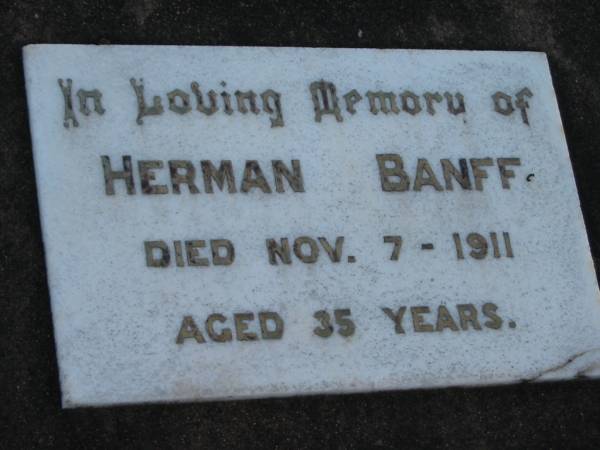 In Loving Memory of
HERMAN BANFF.
DIED NOV. 7 - 1911
AGED 35 YEARS.